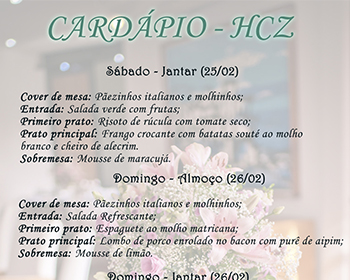 CARDÁPIO - HCZ
Sábado - Jantar (25/02)
Cover de mesa: Pãezinhos italianos e molhinhos;
Entrada: Salada verde com frutas;
Primeiro prato: Risoto de rúcula com tomate seco;
Prato principal: Frango crocante com batatas souté ao molho
branco e cheiro de alecrim.
Sobremesa: Mousse de maracujá.
Domingo - Almoço (26/02)
Cover de mesa: Pãezinhos italianos e molhinhos;
Entrada: Salada Refrescante;
Primeiro prato: Espaguete ao molho matricana;
Prato principal: Lombo de porco enrolado no bacon com purê de aipim;
Sobremesa: Mousse de limão.
Domingo - Jantar (26/02)